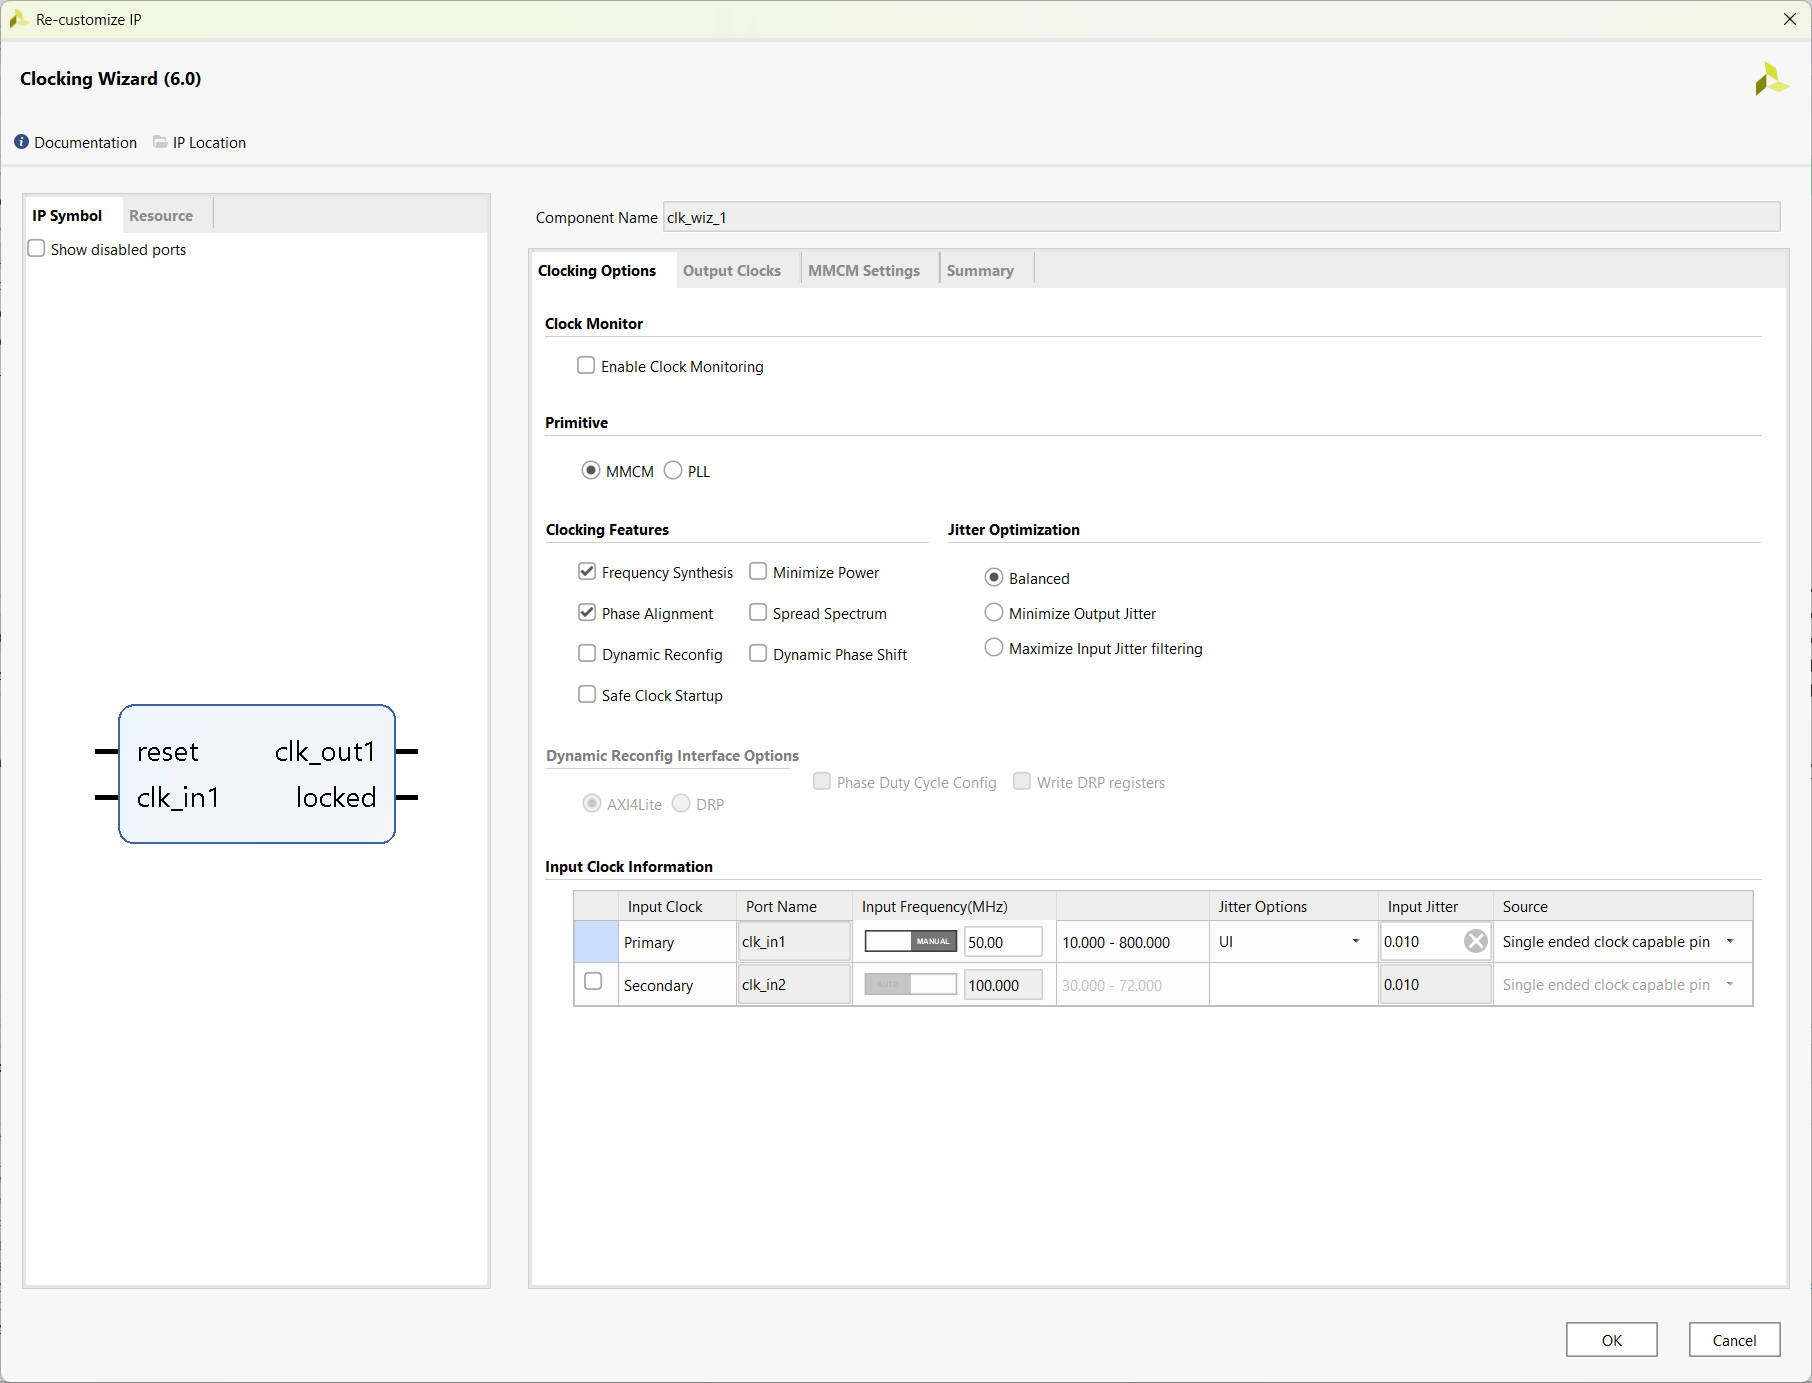 Re-customize IP
Clocking Wizard (6.0)
Documentation IP Location
IP Symbol Resource
Show disabled ports
reset clk_out1
clk_in1 locked
Component Name clk_wiz_1
Clocking Options Output Clocks MMCM Settings Summary
Clock Monitor
Enable Clock Monitoring
Primitive
MMCM PLL
Clocking Features Jitter Optimization
Frequency Synthesis Minimize Power Balanced
Phase Alignment Spread Spectrum Minimize Output Jitter
Dynamic Reconfig Dynamic Phase Shift Maximize Input Jitter filtering
Safe Clock Startup
Dynamic Reconfig Interface Options
Phase Duty Cycle Config Write DRP registers
AXI4Lite DRP
Input Clock Information
Input Clock Port Name Input Frequency(MHz) Jitter Options Input Jitter Source
Primary clk_in1 MANUAL 50.00 10.000 - 800.000 UI 0.010 Single ended clock capable pin
Secondary clk_in2 AUTO 100.000 30.000 - 72.000 0.010 Single ended clock capable pin
OK Cancel